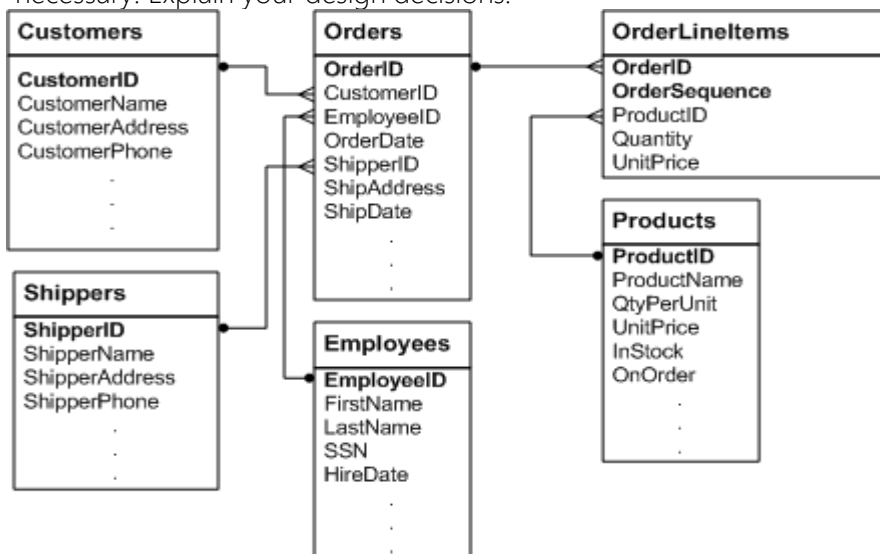 necessary. Explain your design decisions.
Customers
CustomerID
CustomerName
CustomerAddress
CustomerPhone
.
.
.
Orders
OrderID
CustomerID
EmployeeID
OrderDate
ShipperID
ShipAddress
ShipDate
.
.
.
OrderLineItems
OrderID
OrderSequence
ProductID
Quantity
UnitPrice
Shippers
ShipperID
ShipperName
ShipperAddress
ShipperPhone
.
.
.
Employees
EmployeeID
FirstName
LastName
SSN
HireDate
.
.
.
Products
ProductID
ProductName
QtyPerUnit
UnitPrice
InStock
OnOrder
.
.
.